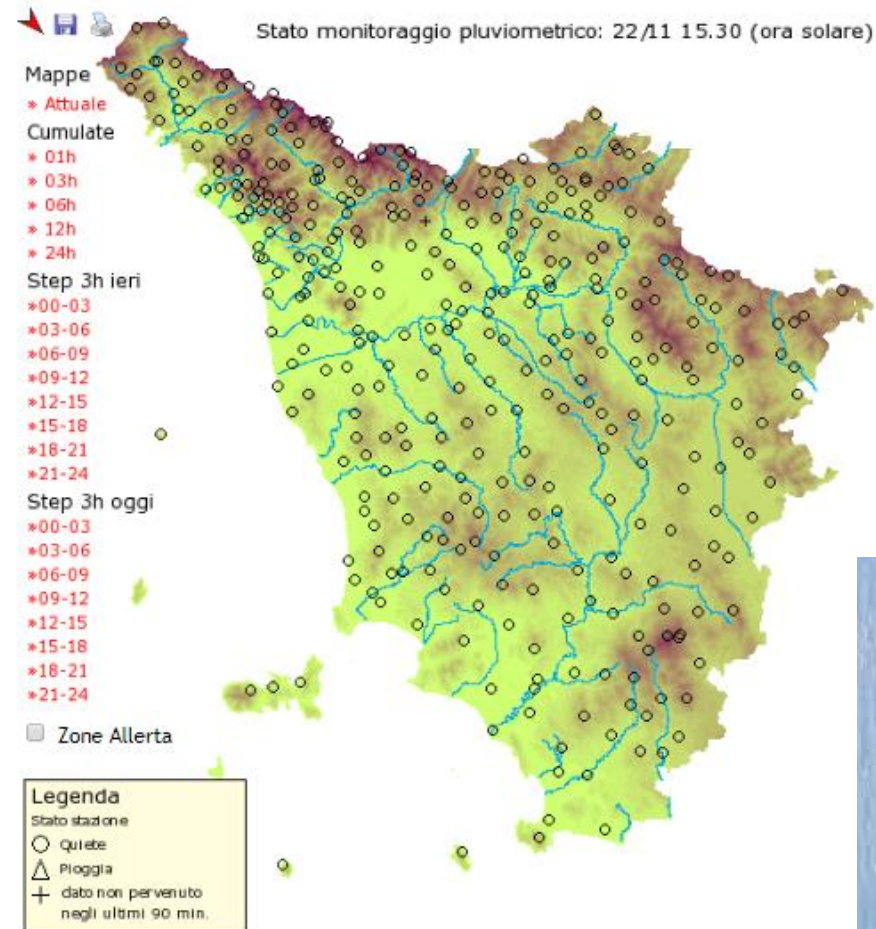 Stato monitoraggio pluviometrico: 22/11 15.30 (ora solare)
Mappe
» Attuale
Cumulate
» 01h
» 03h
» 06h
» 12h
» 24h
Step 3h ieri
»00-03
»03-06
»06-09
»09-12
»12-15
»15-18
»18-21
»21-24
Step 3h oggi
»00-03
»03-06
»06-09
»09-12
»12-15
»15-18
»18-21
»21-24
Zone Allerta
Legenda
Stato stazione
Quiete
Pioggia
dato non pervenuto
negli ultimi 90 min.